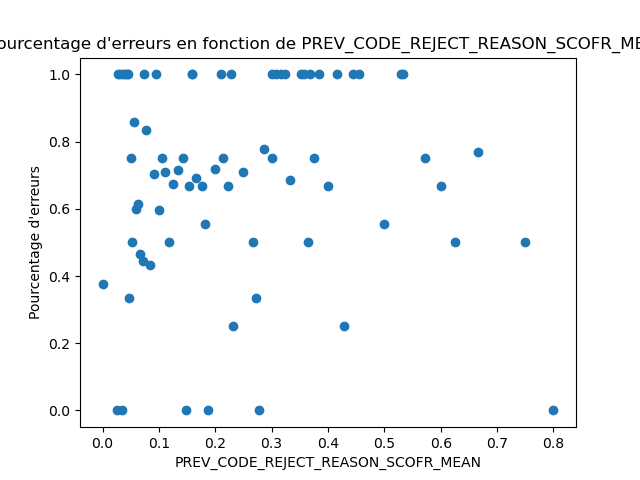 ourcentage d'erreurs en fonction de PREV_CODE_REJECT_REASON_SCOFR_ME
1.0
0.8
0.6
0.4
0.2
0.0
Pourcentage d'erreurs
0.0 0.1 0.2 0.3 0.4 0.5 0.6 0.7 0.8
PREV_CODE_REJECT_REASON_SCOFR_MEAN